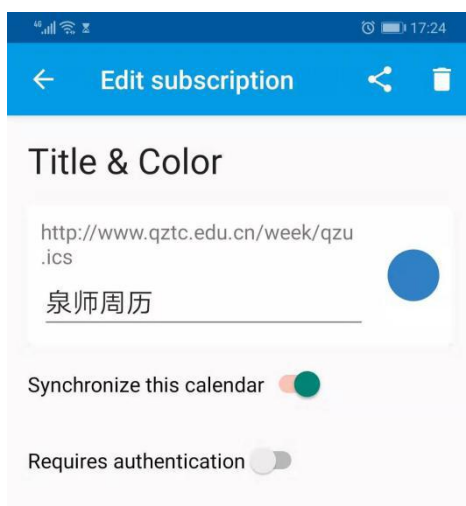 46 17:24
Edit subscription
Title & Color
http://www.qztc.edu.cn/week/qzu
.ics
泉师周历
Synchronize this calendar
Requires authentication